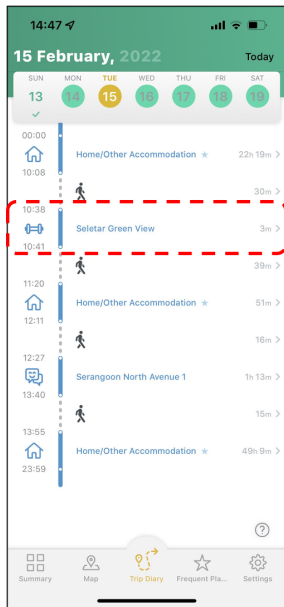 14:47
15 February, 2022 Today
SUN MON TUE WED THU FRI SAT
13 14 15 16 17 18 19
00:00
Home/Other Accommodation 22h 19m >
10:08
30m >
10:38
Seletar Green View 3m >
10:41
39m >
11:20
Home/Other Accommodation 51m >
12:11
16m >
12:27
Serangoon North Avenue 1 1h 13m >
13:40
15m >
13:55
Home/Other Accommodation 49h 9m >
23:59
?
Summary Map Trip Diary Frequent Pla... Settings